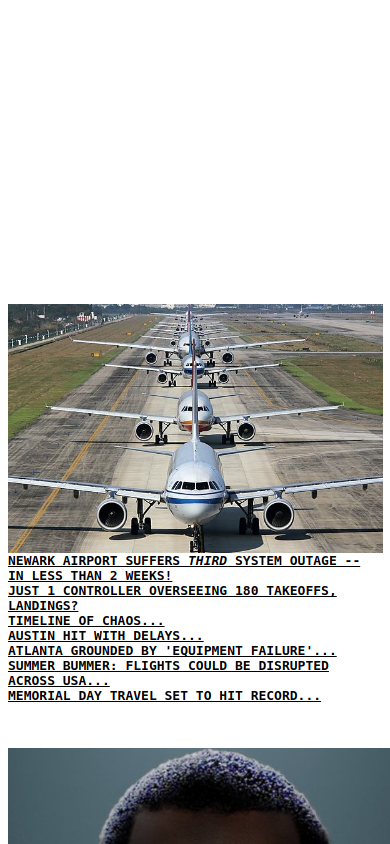 NEWARK AIRPORT SUFFERS THIRD SYSTEM OUTAGE --
IN LESS THAN 2 WEEKS!
JUST 1 CONTROLLER OVERSEEING 180 TAKEOFFS,
LANDINGS?
TIMELINE OF CHAOS...
AUSTIN HIT WITH DELAYS...
ATLANTA GROUNDED BY 'EQUIPMENT FAILURE'...
SUMMER BUMMER: FLIGHTS COULD BE DISRUPTED
ACROSS USA...
MEMORIAL DAY TRAVEL SET TO HIT RECORD...